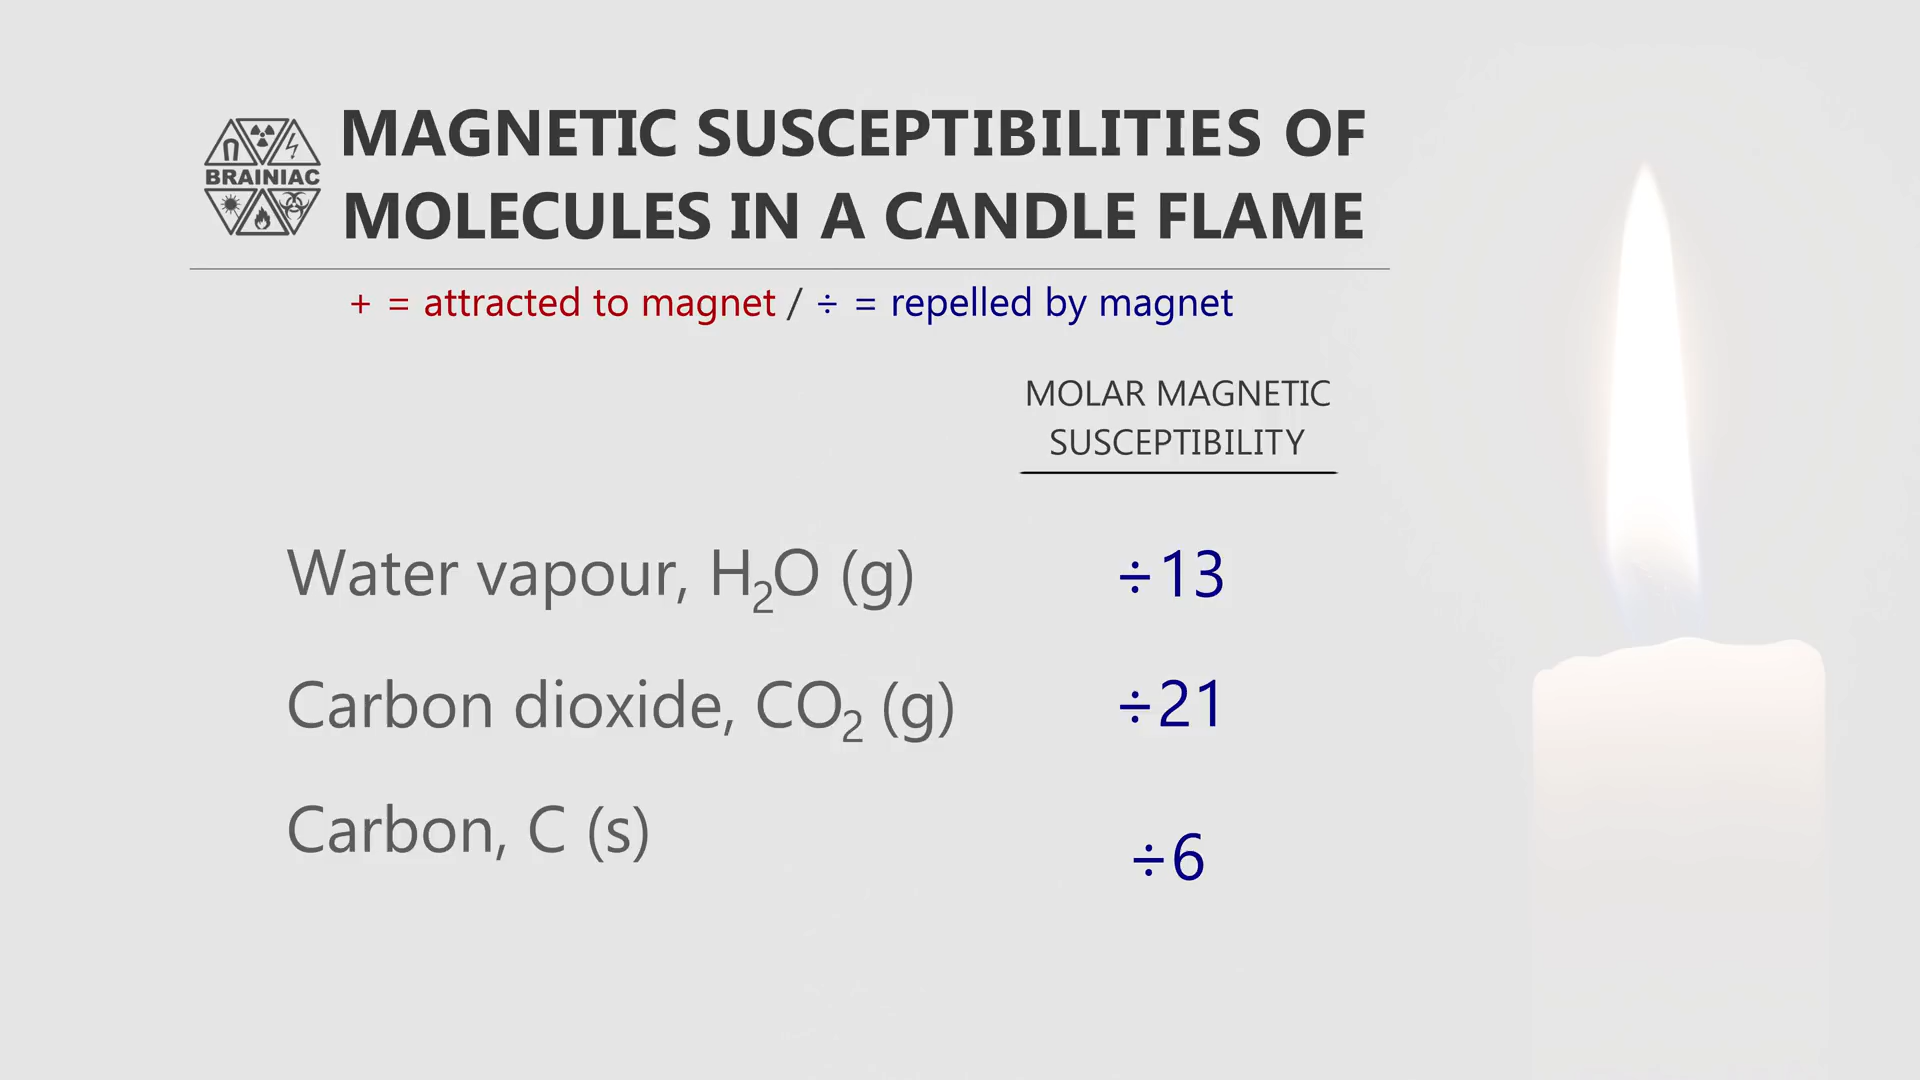 BRAINIAC
MAGNETIC SUSCEPTIBILITIES OF
MOLECULES IN A CANDLE FLAME
+ = attracted to magnet / ÷ = repelled by magnet
MOLAR MAGNETIC
SUSCEPTIBILITY
Water vapour, H₂O (g) ÷13
Carbon dioxide, CO₂ (g) ÷21
Carbon, C (s) ÷6